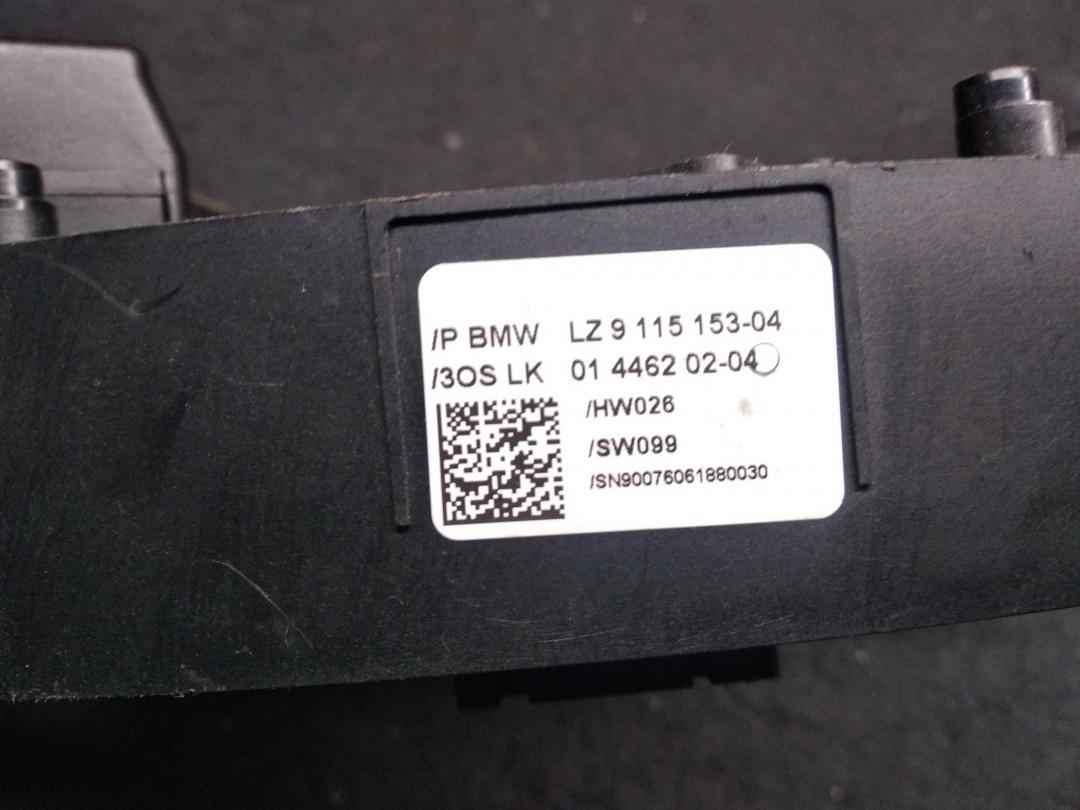 /P BMW LZ 9 115 153-04
/3OS LK 01 4462 02-04
/HW026
/SW099
/SN90076061880030